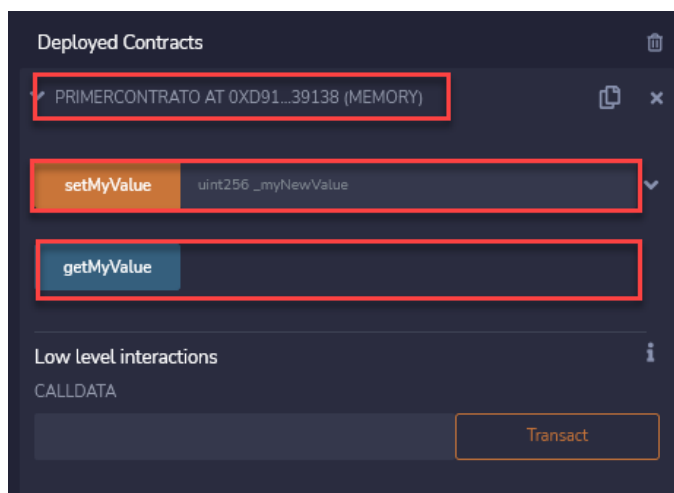 Deployed Contracts
PRIMERCONTRATO AT 0XD91...39138 (MEMORY)
setMyValue uint256 _myNewValue
getMyValue
Low level interactions
CALLDATA
Transact